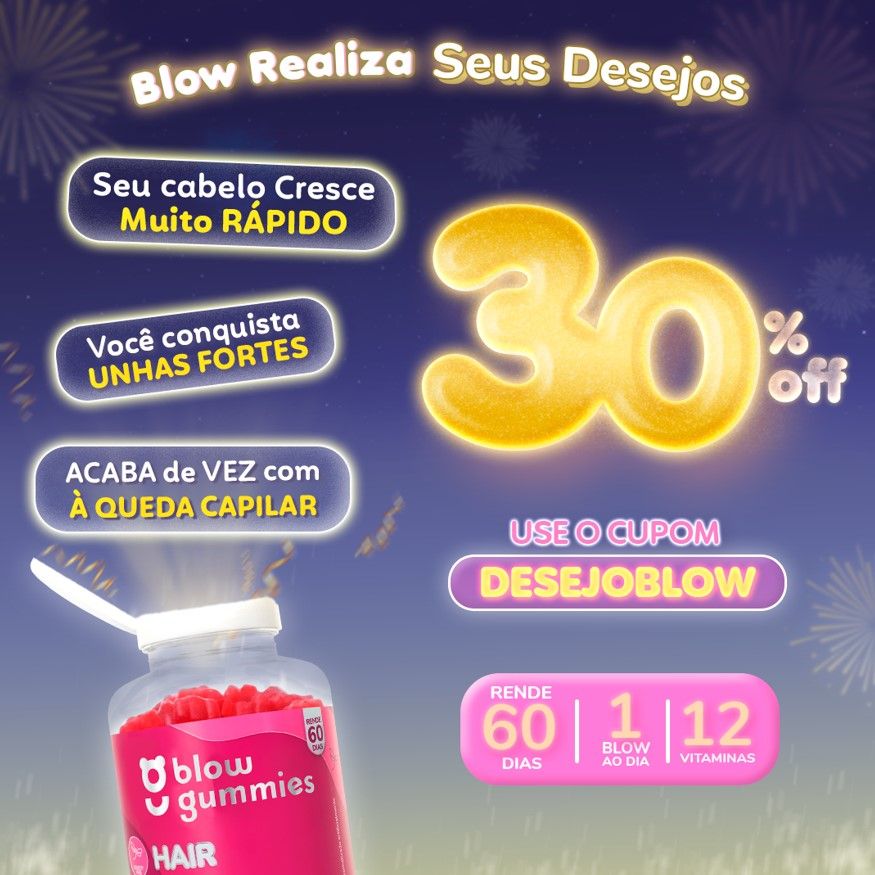 Blow Realiza Seus Desejos
Seu cabelo Cresce
Muito RÁPIDO
Você conquista
UNHAS FORTES
ACABA de VEZ com
À QUEDA CAPILAR
30% off
USE O CUPOM
DESEJOBLOW
RENDE
60
DIAS
1
BLOW
AO DIA
12
VITAMINAS
RENDE
60
DIAS
blow
gummies
HAIR